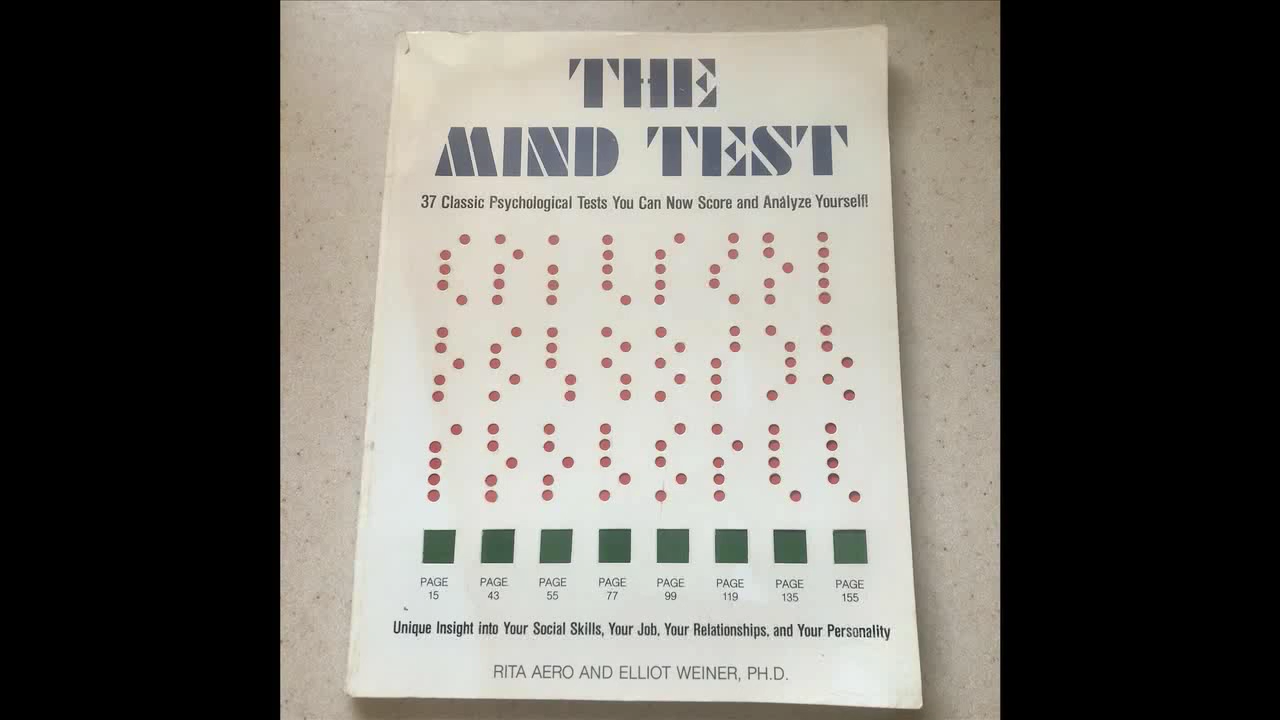 THE
MIND TEST
37 Classic Psychological Tests You Can Now Score and Analyze Yourself!
PAGE 15
PAGE 43
PAGE 55
PAGE 77
PAGE 99
PAGE 119
PAGE 135
PAGE 155
Unique Insight into Your Social Skills, Your Job, Your Relationships, and Your Personality
RITA AERO AND ELLIOT WEINER, PH.D.